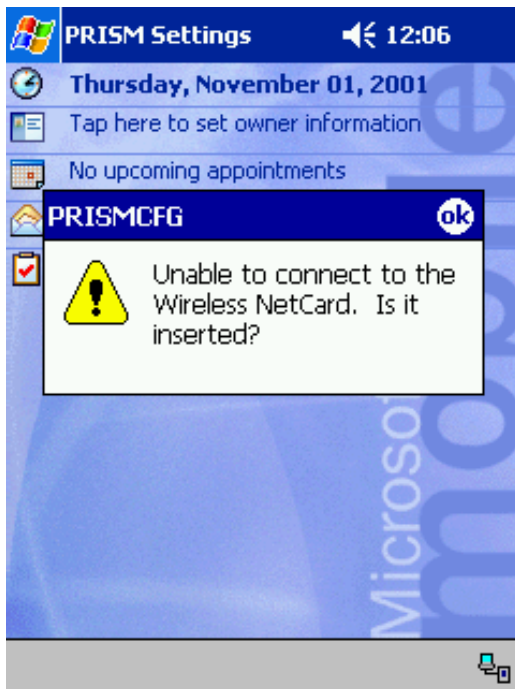 PRISM Settings 12:06
Thursday, November 01, 2001
Tap here to set owner information
No upcoming appointments
PRISMCFG ok
Unable to connect to the
Wireless NetCard. Is it
inserted?
Microsof
mobile